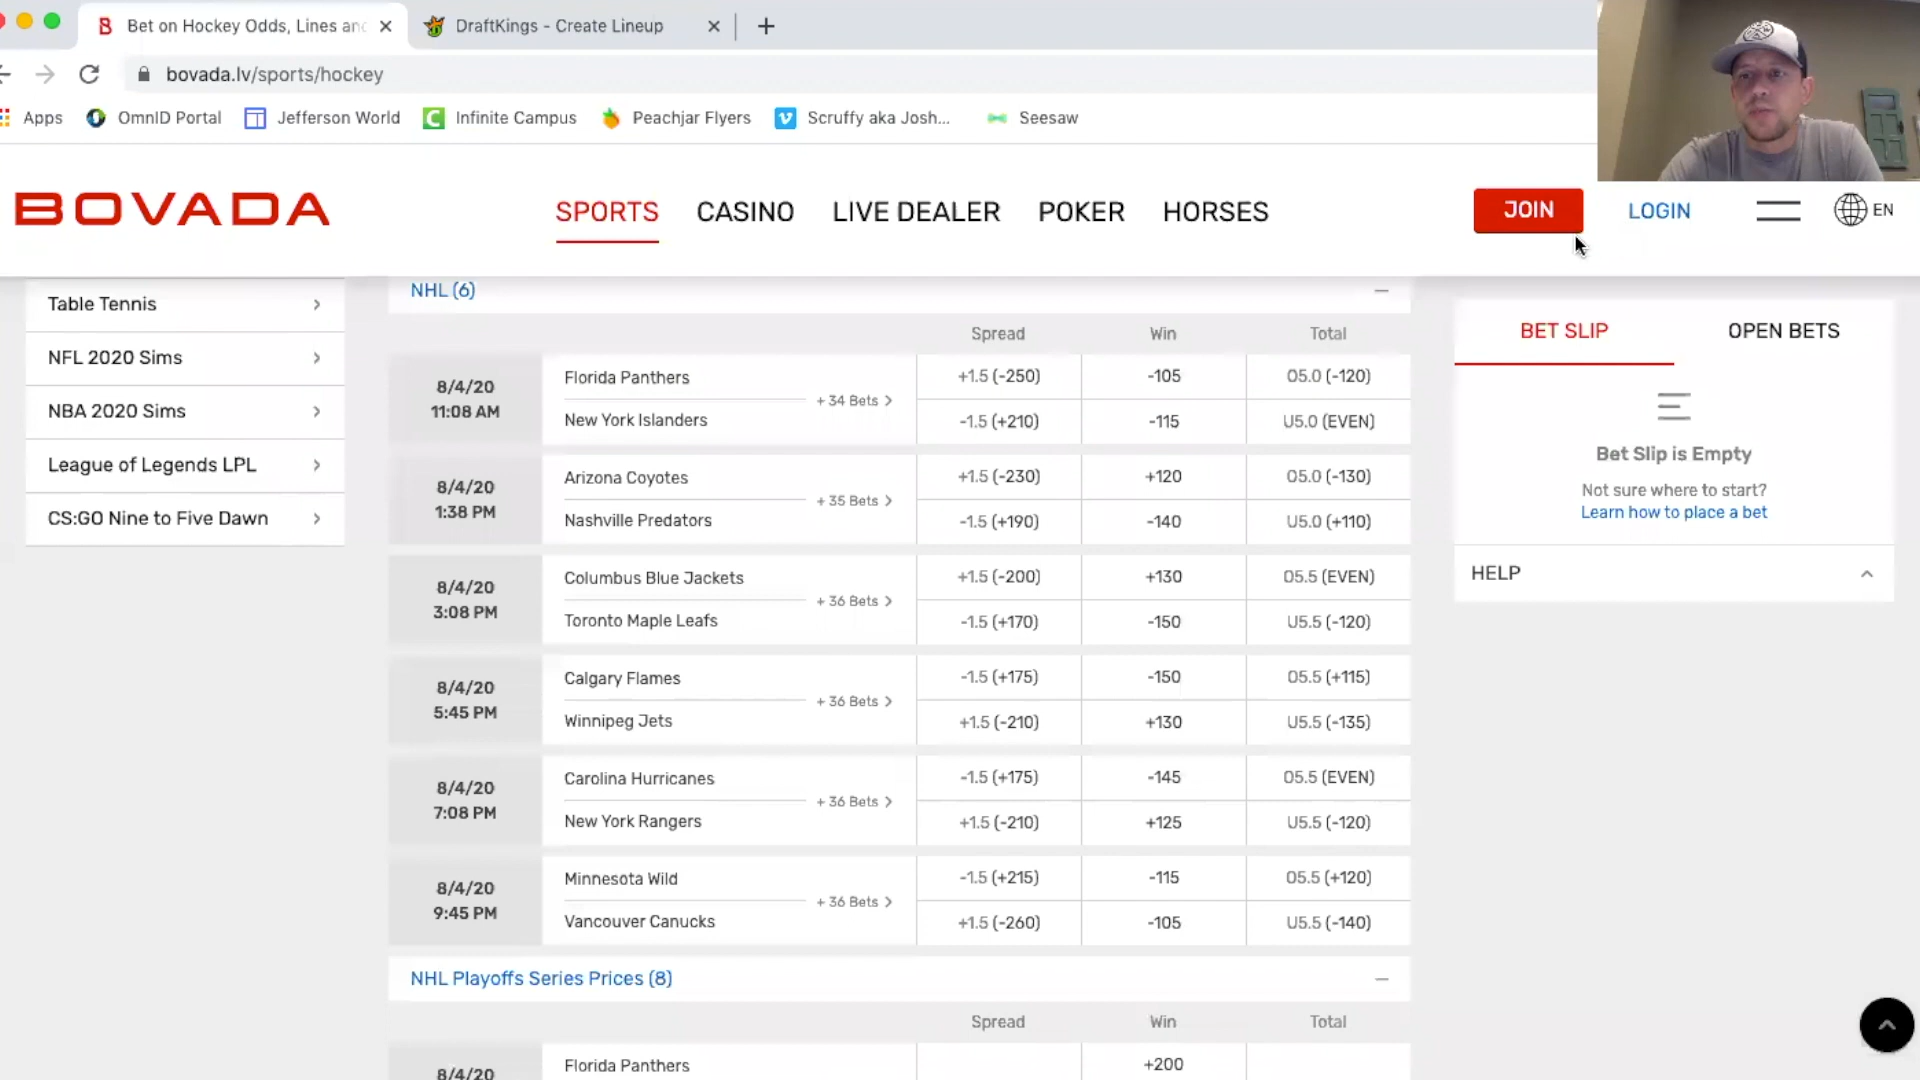 Bet on Hockey Odds, Lines and
DraftKings - Create Lineup
bovada.lv/sports/hockey
Apps OmnID Portal Jefferson World Infinite Campus Peachjar Flyers Scruffy aka Josh... Seesaw
BOVADA SPORTS CASINO LIVE DEALER POKER HORSES JOIN LOGIN EN
Table Tennis
NFL 2020 Sims
NBA 2020 Sims
League of Legends LPL
CS:GO Nine to Five Dawn
NHL (6)
Spread Win Total
8/4/20 11:08 AM
Florida Panthers +1.5 (-250) -105 O5.0 (-120)
+ 34 Bets
New York Islanders -1.5 (+210) -115 U5.0 (EVEN)
8/4/20 1:38 PM
Arizona Coyotes +1.5 (-230) +120 O5.0 (-130)
+ 35 Bets
Nashville Predators -1.5 (+190) -140 U5.0 (+110)
8/4/20 3:08 PM
Columbus Blue Jackets +1.5 (-200) +130 O5.5 (EVEN)
+ 36 Bets
Toronto Maple Leafs -1.5 (+170) -150 U5.5 (-120)
8/4/20 5:45 PM
Calgary Flames -1.5 (+175) -150 O5.5 (+115)
+ 36 Bets
Winnipeg Jets +1.5 (-210) +130 U5.5 (-135)
8/4/20 7:08 PM
Carolina Hurricanes -1.5 (+175) -145 O5.5 (EVEN)
+ 36 Bets
New York Rangers +1.5 (-210) +125 U5.5 (-120)
8/4/20 9:45 PM
Minnesota Wild -1.5 (+215) -115 O5.5 (+120)
+ 36 Bets
Vancouver Canucks +1.5 (-260) -105 U5.5 (-140)
NHL Playoffs Series Prices (8)
Spread Win Total
8/4/20
Florida Panthers +200
BET SLIP OPEN BETS
Bet Slip is Empty
Not sure where to start?
Learn how to place a bet
HELP